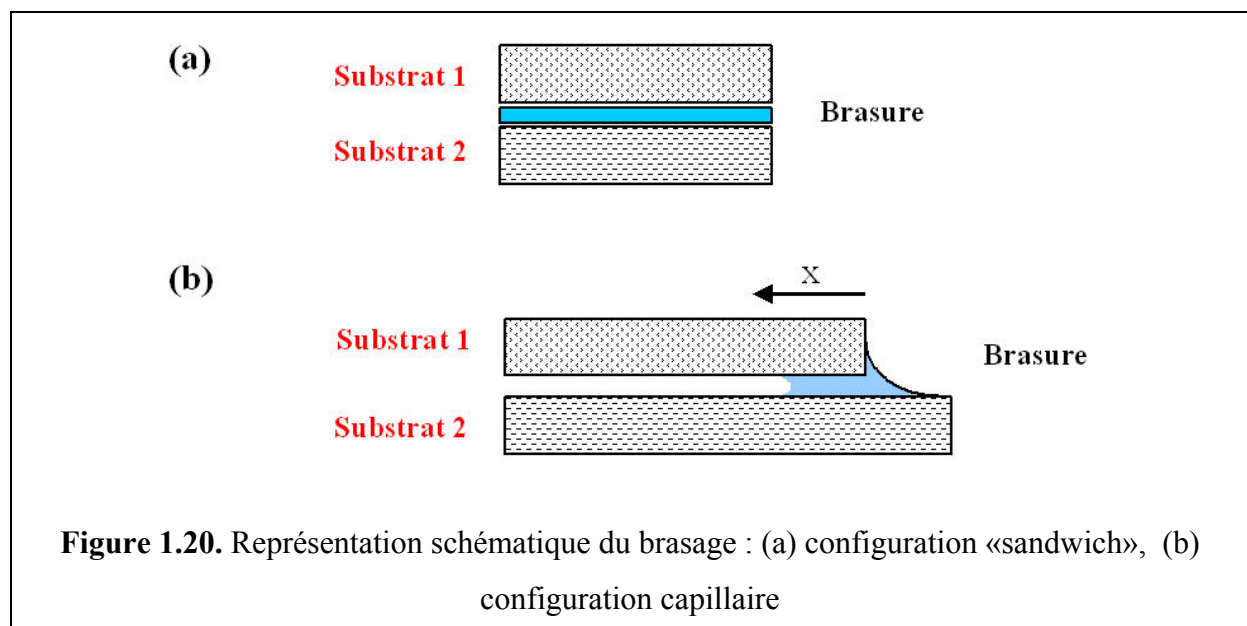 (a)
Substrat 1
Brasure
Substrat 2
(b)
X
Substrat 1
Brasure
Substrat 2
Figure 1.20. Représentation schématique du brasage : (a) configuration «sandwich», (b)
configuration capillaire